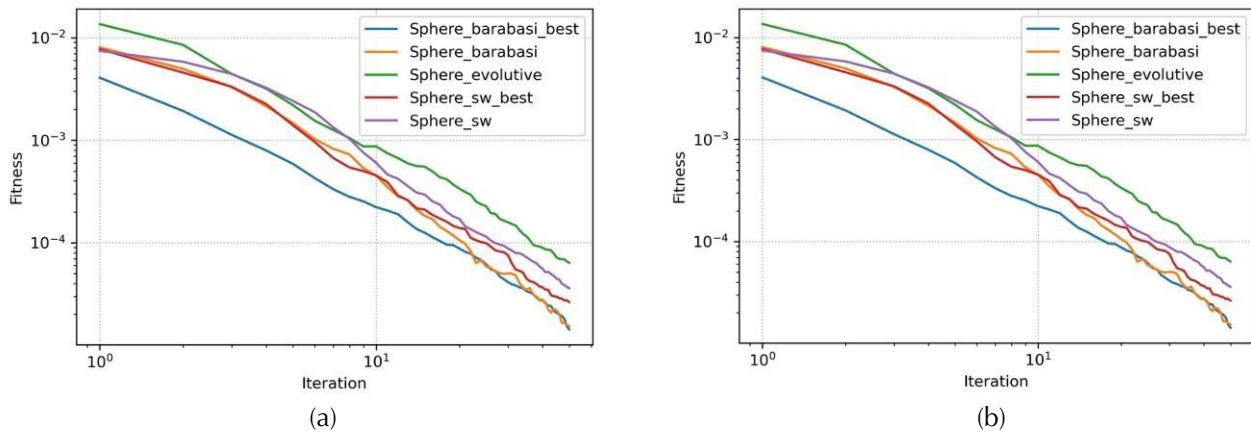 10⁻²
10⁻³
10⁻⁴
Fitness
Sphere_barabasi_best
Sphere_barabasi
Sphere_evolutive
Sphere_sw_best
Sphere_sw
10⁰
10¹
Iteration
(a)
10⁻²
10⁻³
10⁻⁴
Fitness
Sphere_barabasi_best
Sphere_barabasi
Sphere_evolutive
Sphere_sw_best
Sphere_sw
10⁰
10¹
Iteration
(b)